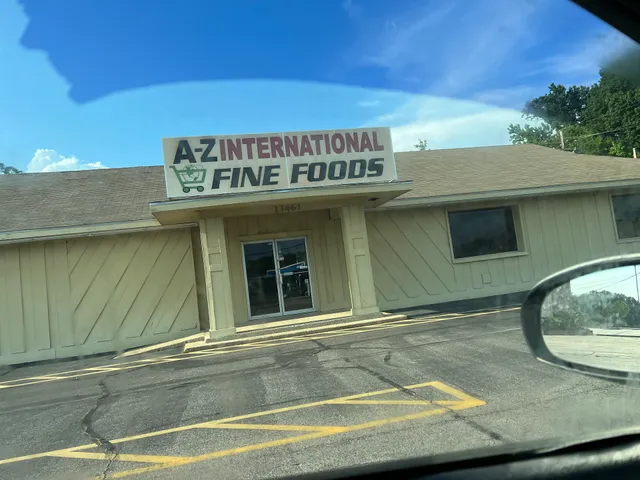 A-Z INTERNATIONAL
FINE FOODS